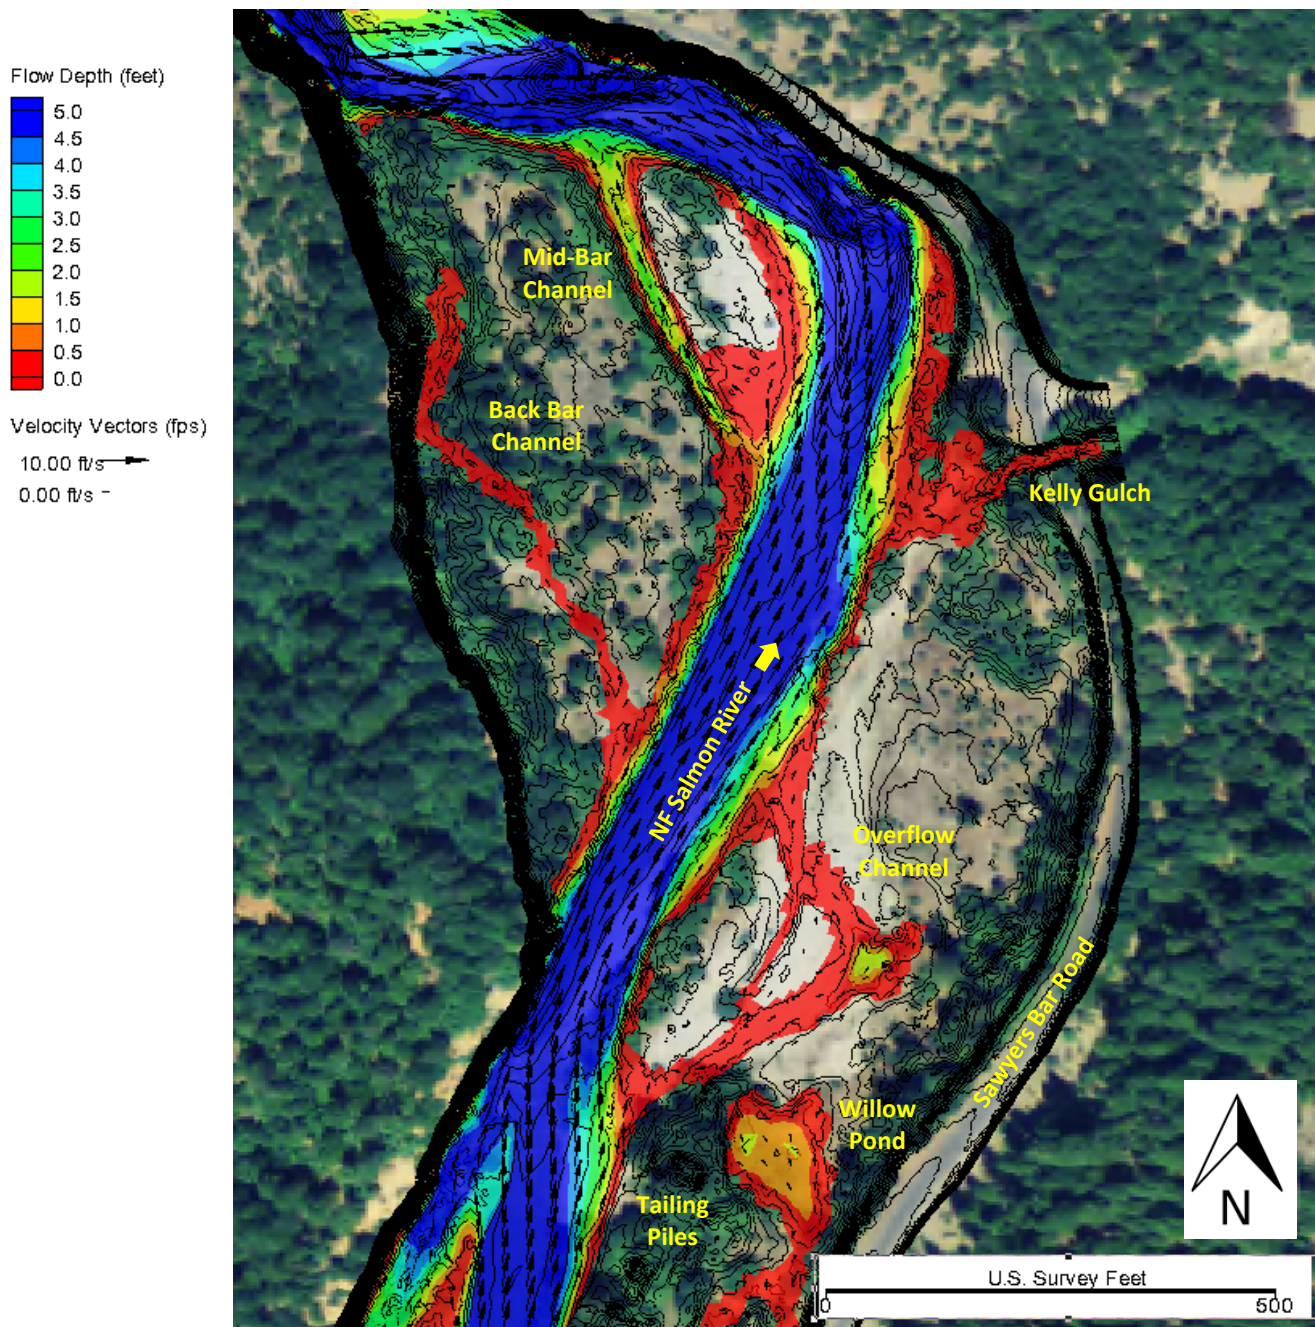 Flow Depth (feet)
5.0
4.5
4.0
3.5
3.0
2.5
2.0
1.5
1.0
0.5
0.0
Velocity Vectors (fps)
10.00 ft/s
0.00 ft/s
Mid-Bar
Channel
Back Bar
Channel
Kelly Gulch
NF Salmon River
Overflow
Channel
Sawyers Bar Road
Willow
Pond
Tailing
Piles
N
U.S. Survey Feet
0
500